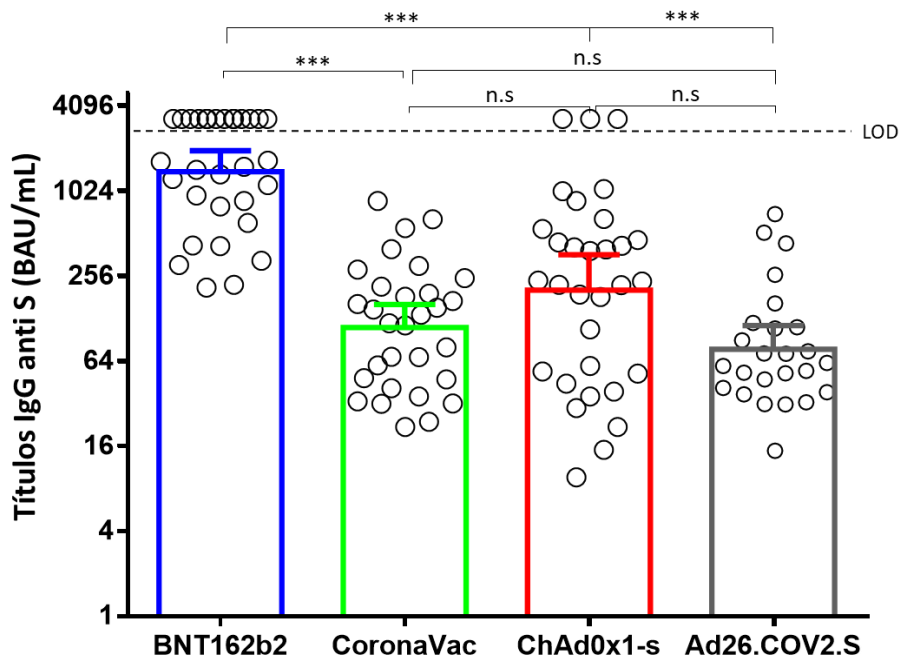 ***
***
n.s
***
n.s
n.s
4096
LOD
1024
256
64
16
4
1
Títulos IgG anti S (BAU/mL)
BNT162b2
CoronaVac
ChAd0x1-s
Ad26.COV2.S